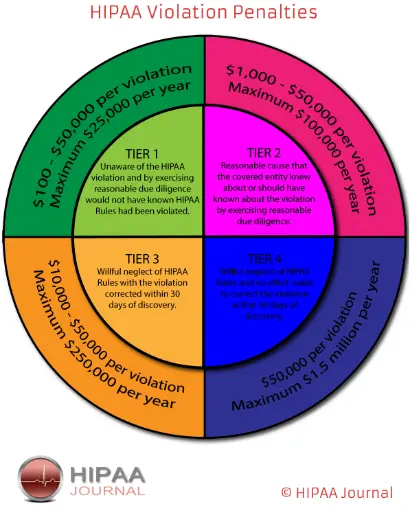 HIPAA Violation Penalties
$100 - $50,000 per violation
Maximum $25,000 per year
$1,000 - $50,000 per violation
Maximum $100,000 per year
TIER 1
Unaware of the HIPAA
violation and by exercising
reasonable due diligence
would not have known HIPAA
Rules had been violated.
TIER 2
Reasonable cause that
the covered entity knew
about or should have
known about the violation
by exercising reasonable
due diligence.
TIER 3
Willful neglect of HIPAA
Rules with the violation
corrected within 30
days of discovery.
TIER 4
Willful neglect of HIPAA
Rules and no effort made
to correct the violation
within 30 days of
discovery.
$10,000 - $50,000 per violation
Maximum $250,000 per year
$50,000 per violation
Maximum $1.5 million per year
HIPAA
JOURNAL
© HIPAA Journal